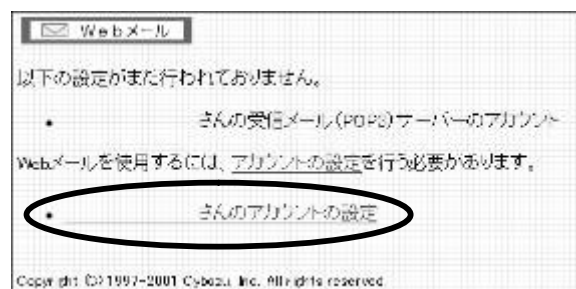 Webメール
以下の設定がまだ行われておりません。
• さんの受信メール(POP3)サーバーのアカウント
Webメールを使用するには、アカウントの設定を行う必要があります。
• さんのアカウントの設定
Copyright (C) 1997-2001 Cybozu, Inc. All rights reserved